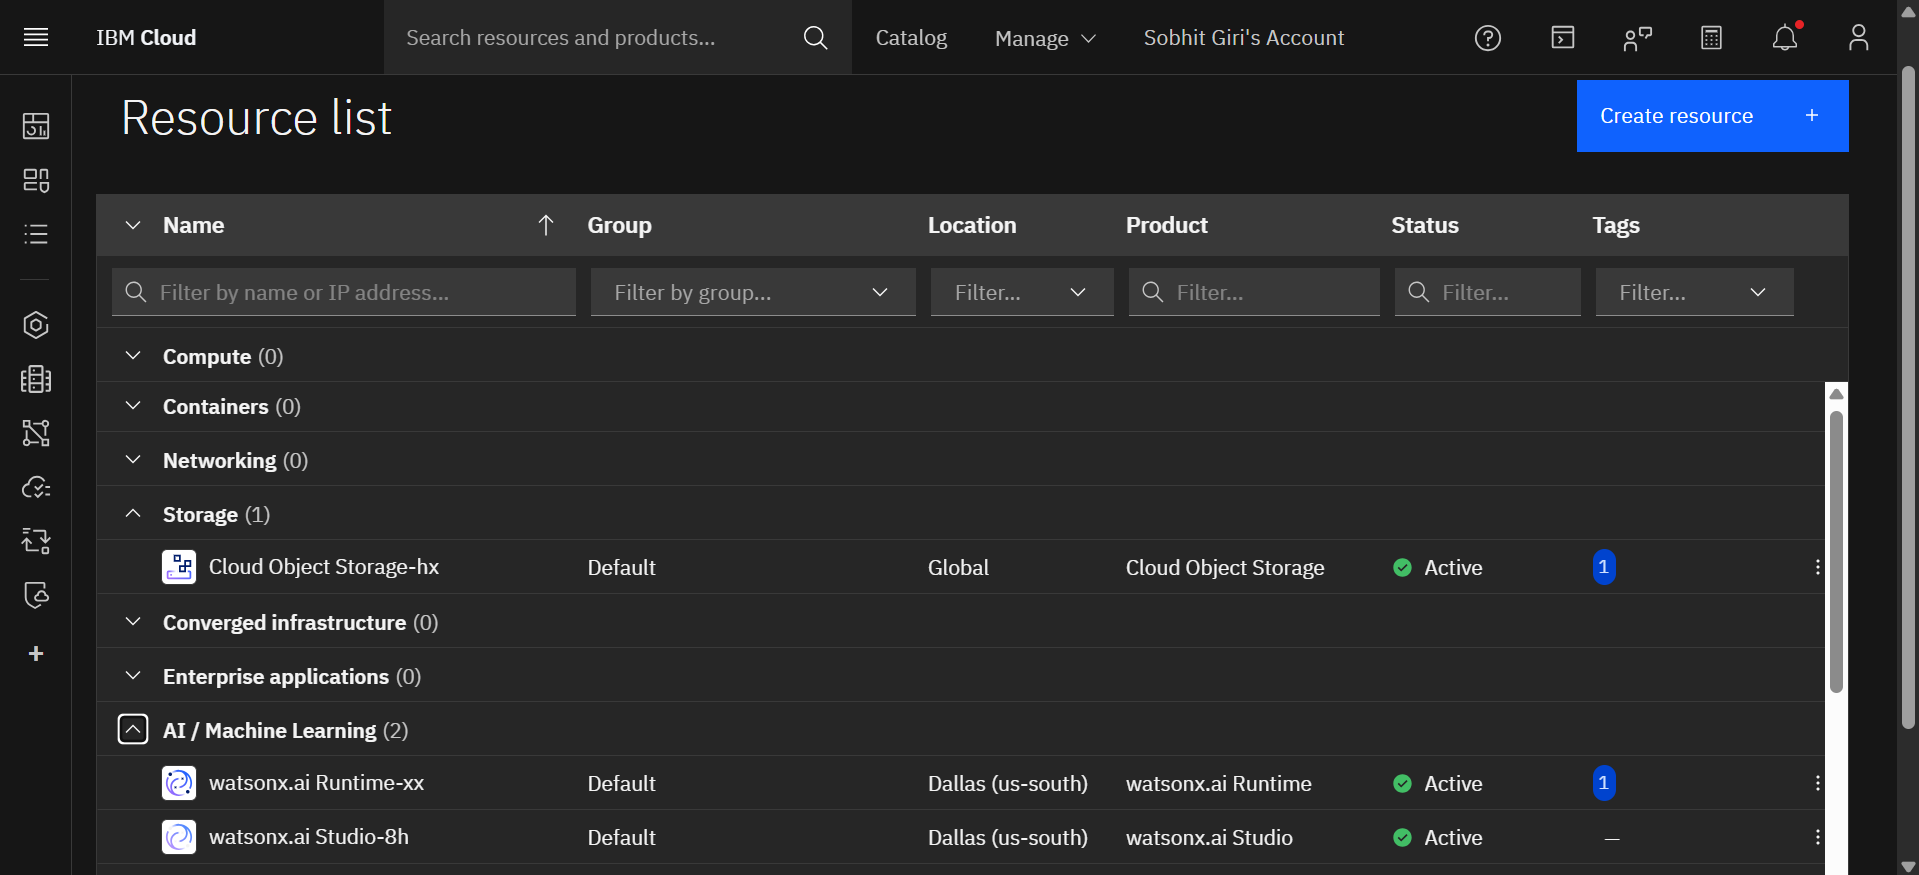 IBM Cloud
Search resources and products...
Catalog
Manage
Sobhit Giri's Account
Resource list
Create resource +
Name Group Location Product Status Tags
Filter by name or IP address... Filter by group... Filter... Filter... Filter... Filter...
Compute (0)
Containers (0)
Networking (0)
Storage (1)
Cloud Object Storage-hx Default Global Cloud Object Storage Active 1
Converged infrastructure (0)
Enterprise applications (0)
AI / Machine Learning (2)
watsonx.ai Runtime-xx Default Dallas (us-south) watsonx.ai Runtime Active 1
watsonx.ai Studio-8h Default Dallas (us-south) watsonx.ai Studio Active —